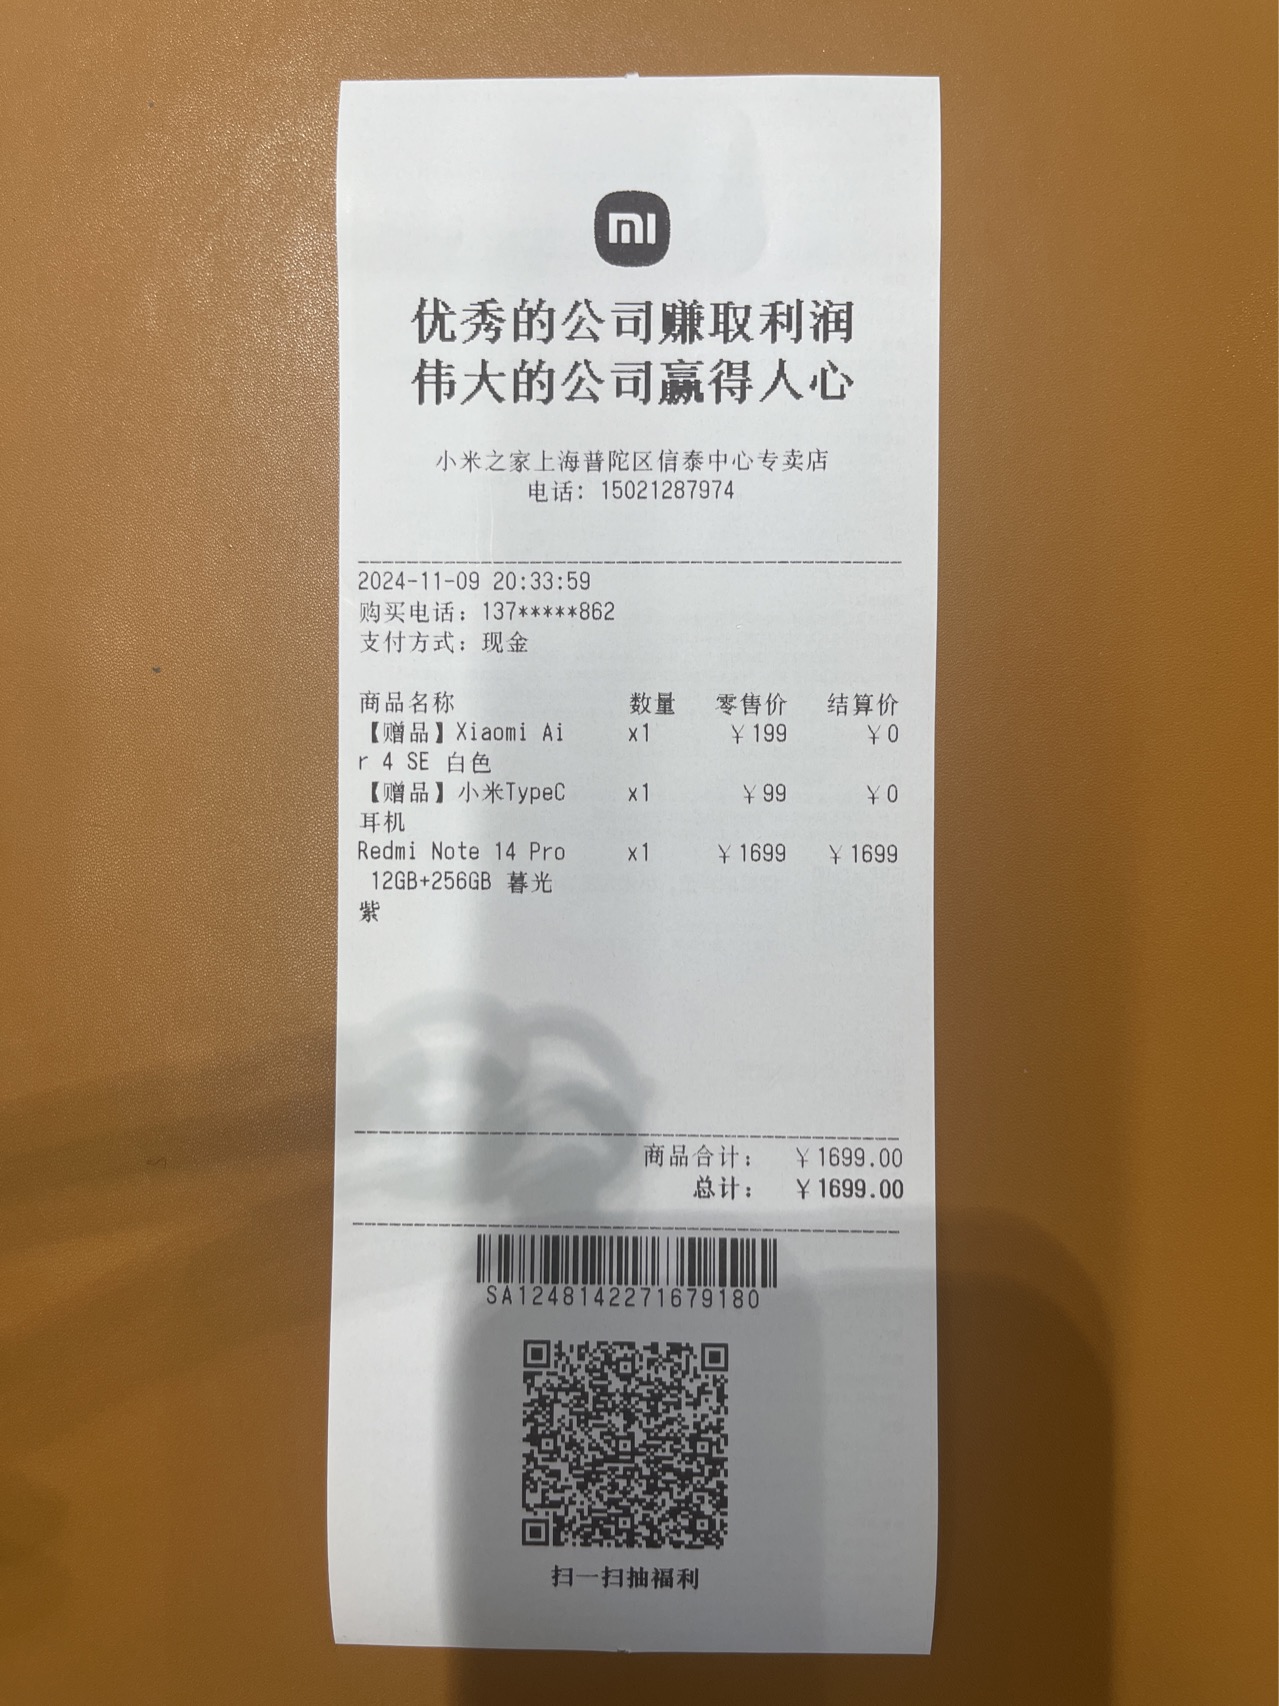 mi
优秀的公司赚取利润
伟大的公司赢得人心
小米之家上海普陀区信泰中心专卖店
电话: 15021287974
2024-11-09 20:33:59
购买电话: 137*****862
支付方式: 现金
商品名称 数量 零售价 结算价
【赠品】Xiaomi Ai x1 ¥199 ¥0
r 4 SE 白色
【赠品】小米TypeC x1 ¥99 ¥0
耳机
Redmi Note 14 Pro x1 ¥1699 ¥1699
12GB+256GB 暮光
紫
商品合计: ¥1699.00
总计: ¥1699.00
SA1248142271679180
扫一扫抽福利